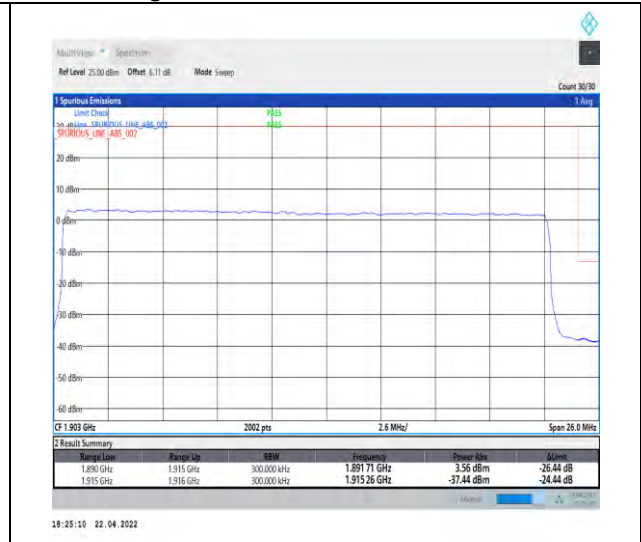 MultiView Spectrum
Ref Level 25.00 dBm Offset 6.11 dB Mode Sweep
Count 30/30
1 Spurious Emissions 1 Avg
Limit Check PASS
Line SPURIOUS_LINE_ABS_002 PASS
SPURIOUS_LINE_ABS_002
20 dBm
10 dBm
0 dBm
-10 dBm
-20 dBm
-30 dBm
-40 dBm
-50 dBm
-60 dBm
CF 1.903 GHz 2002 pts 2.6 MHz/ Span 26.0 MHz
2 Result Summary
Range Low Range Up RBW Frequency Power Abs ΔLimit
1.890 GHz 1.915 GHz 300.000 kHz 1.891 71 GHz 3.56 dBm -26.44 dB
1.915 GHz 1.916 GHz 300.000 kHz 1.915 26 GHz -37.44 dBm -24.44 dB
18:25:10 22.04.2022